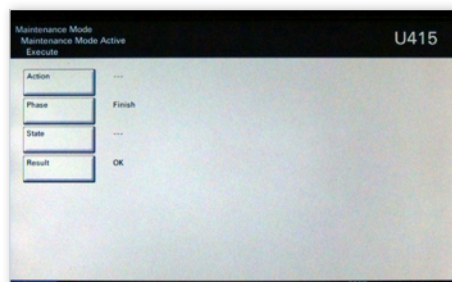 Maintenance Mode
Maintenance Mode Active
Execute
U415
Action ---
Phase Finish
State ---
Result OK